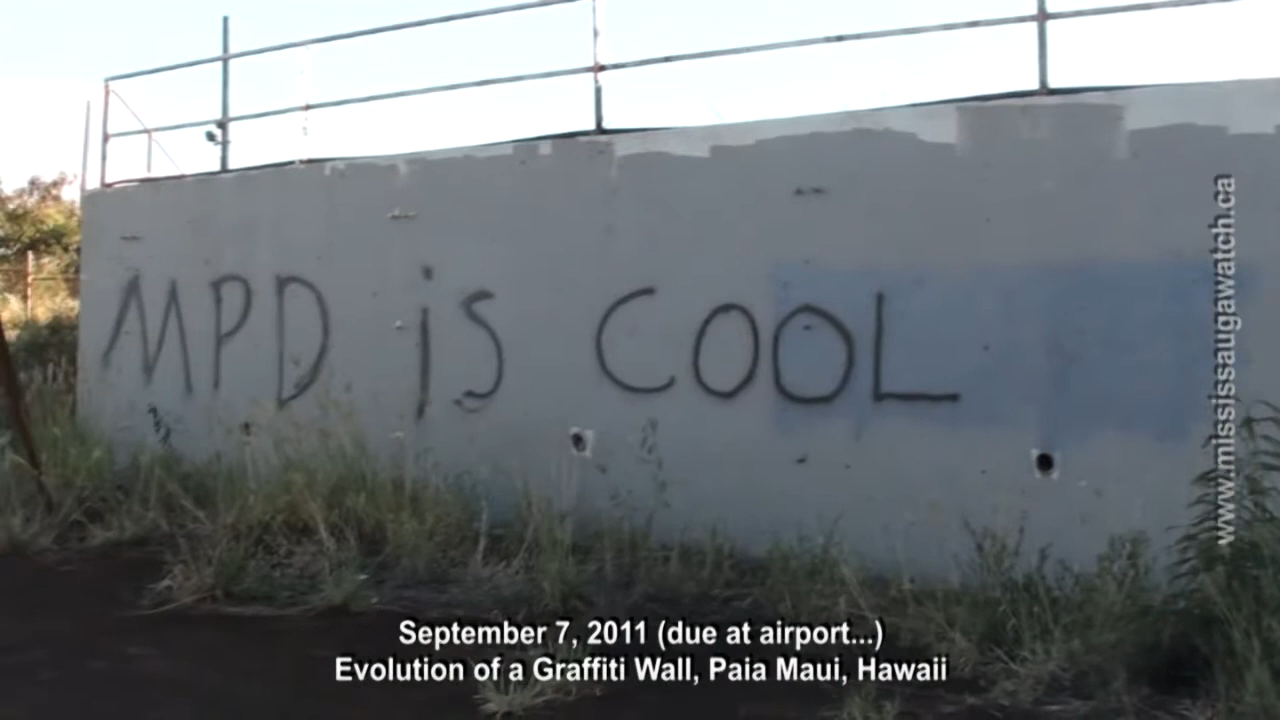 MPD is COOL
www.mississaugawatch.ca
September 7, 2011 (due at airport...)
Evolution of a Graffiti Wall, Paia Maui, Hawaii